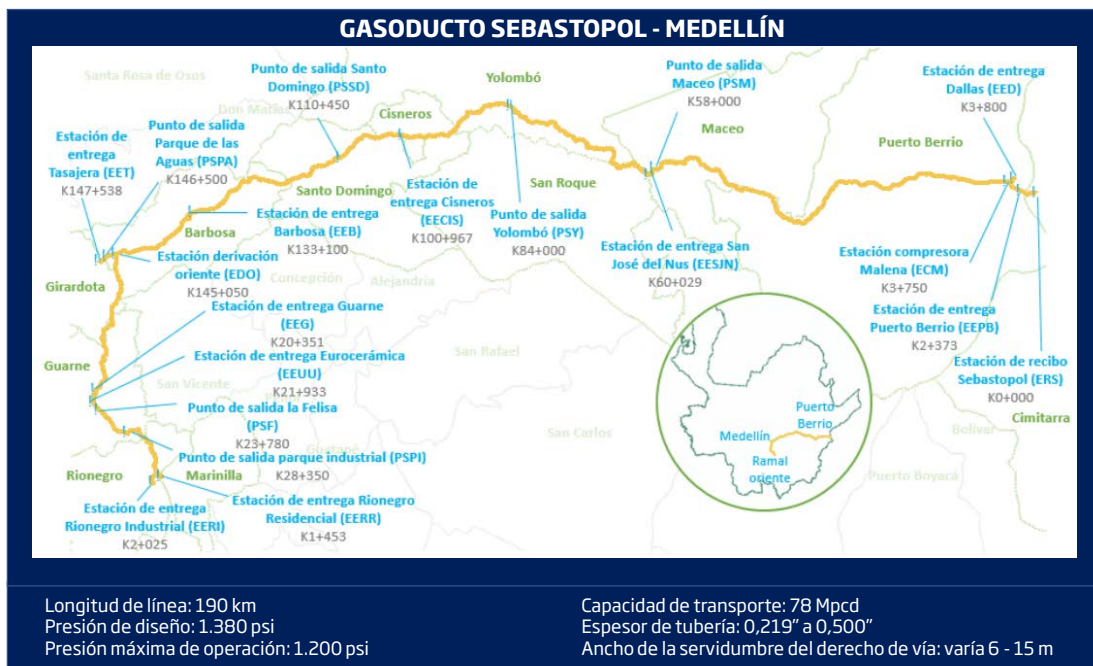 GASODUCTO SEBASTOPOL - MEDELLÍN
Santa Rosa de Osos
Don Matías
Punto de salida Santo
Domingo (PSSD)
K110+450
Yolombó
Cisneros
Punto de salida
Maceo (PSM)
K58+000
Maceo
Estación de entrega
Dallas (EED)
K3+800
Puerto Berrio
Estación de
entrega
Tasajera (EET)
K147+538
Punto de salida
Parque de las
Aguas (PSPA)
K146+500
Santo Domingo
San Roque
Estación de entrega
Barbosa (EEB)
K133+100
Barbosa
Estación de
entrega Cisneros
(EECIS)
K100+967
Punto de salida
Yolombó (PSY)
K84+000
Estación de entrega San
José del Nus (EESJN)
K60+029
Estación compresora
Malena (ECM)
K3+750
Estación derivación
oriente (EDO)
K145+050
Concepción
Alejandría
Girardota
Estación de entrega Guarne
(EEG)
K20+351
Estación de entrega
Puerto Berrio (EEPB)
K2+373
Estación de entrega Eurocerámica
(EEUU)
K21+933
Guarne
San Vicente
San Rafael
Estación de recibo
Sebastopol (ERS)
K0+000
Punto de salida la Felisa
(PSF)
K23+780
San Carlos
Puerto
Berrio
Medellín
Ramal
oriente
Cimitarra
Bolívar
Punto de salida parque industrial (PSPI)
K28+350
Rionegro
Marinilla
Puerto Boyacá
Estación de entrega
Rionegro Industrial (EERI)
K2+025
Estación de entrega Rionegro
Residencial (EERR)
K1+453
Longitud de línea: 190 km
Presión de diseño: 1.380 psi
Presión máxima de operación: 1.200 psi
Capacidad de transporte: 78 Mpcd
Espesor de tubería: 0,219” a 0,500”
Ancho de la servidumbre del derecho de vía: varía 6 - 15 m